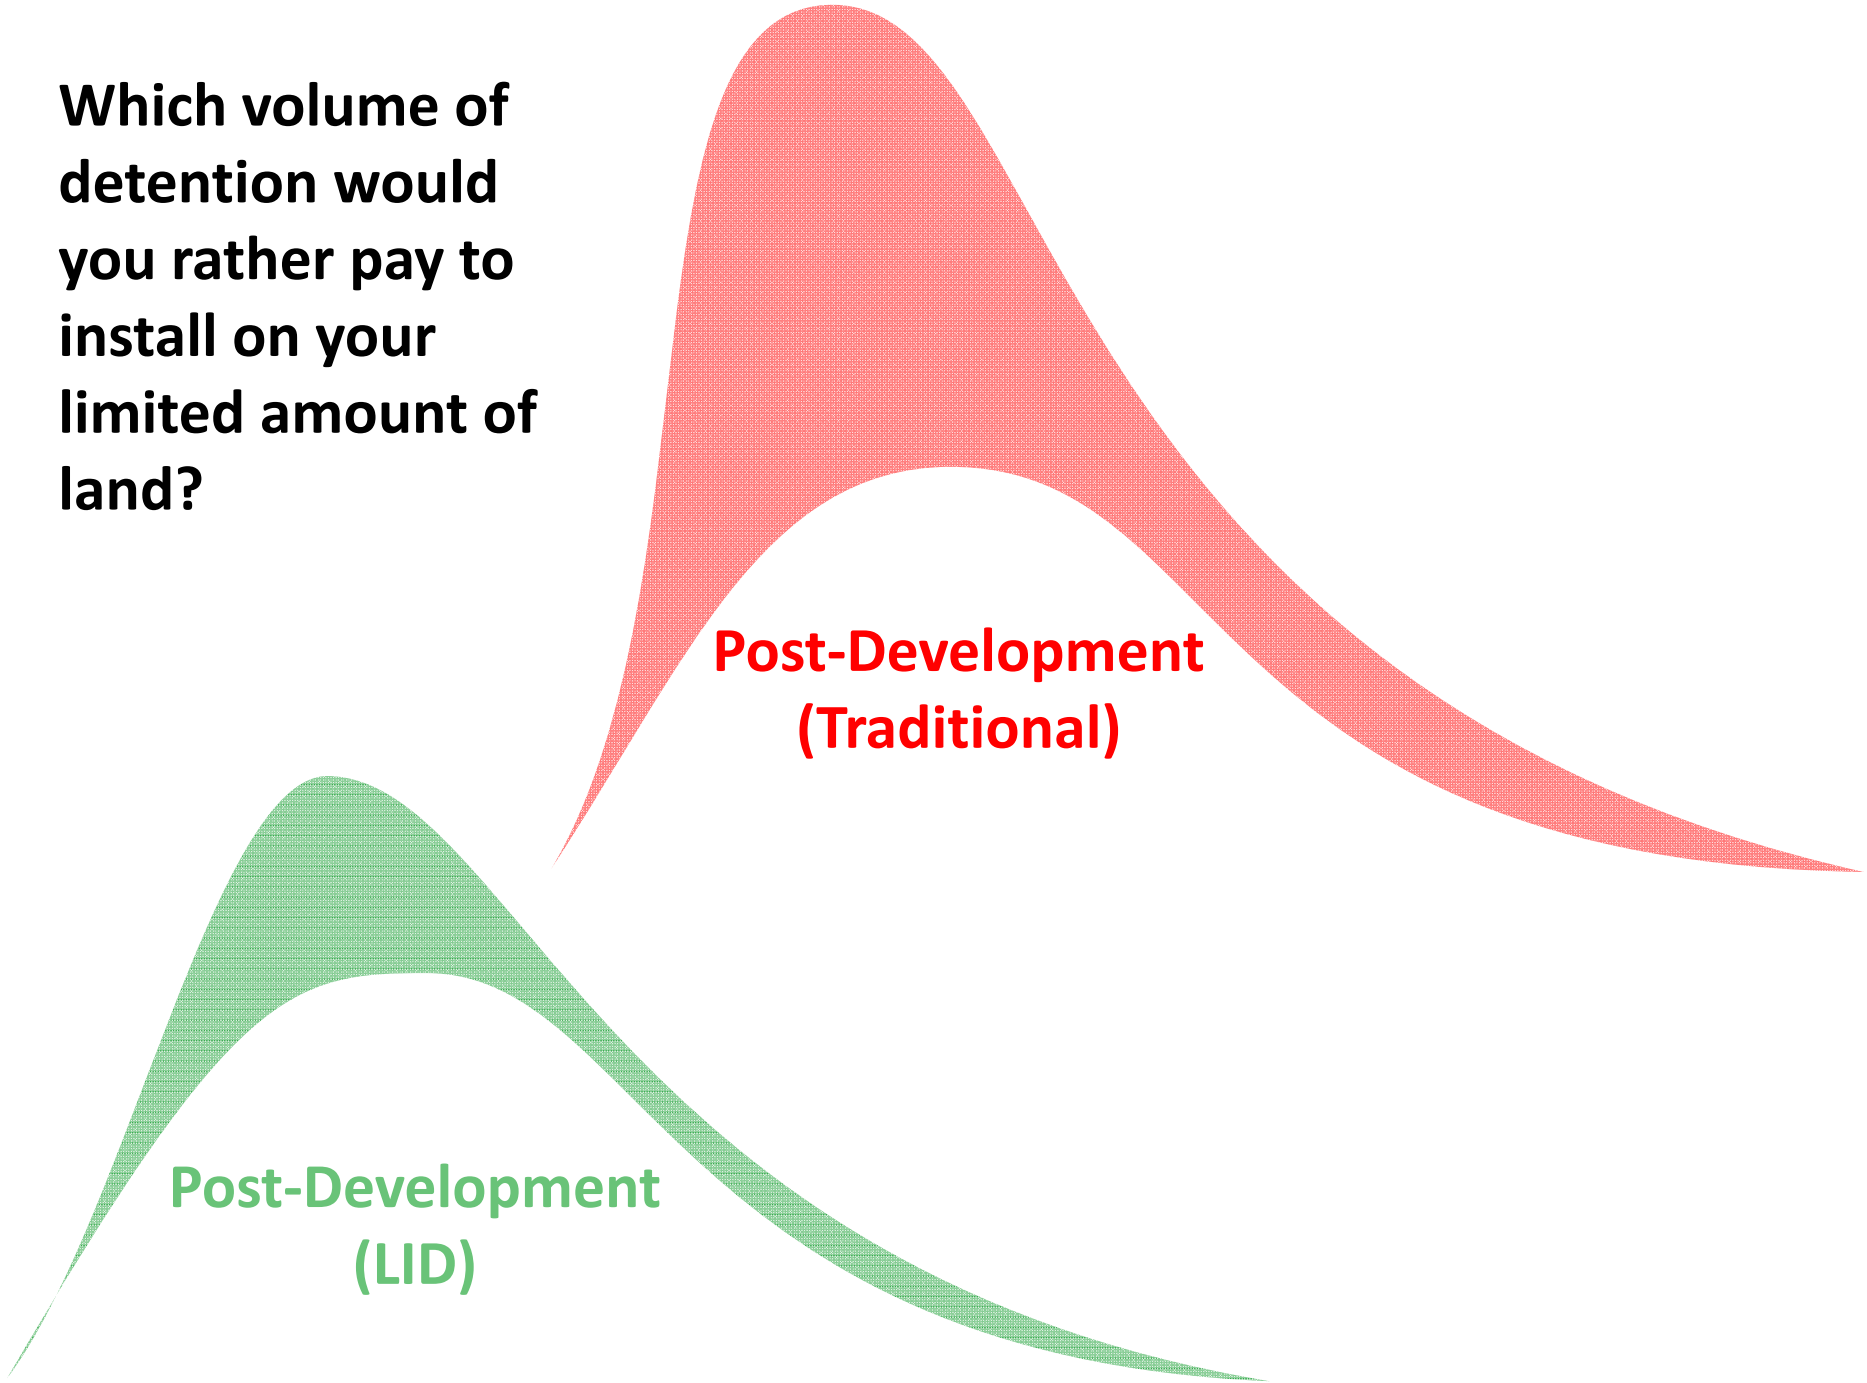 Which volume of
detention would
you rather pay to
install on your
limited amount of
land?
Post-Development
(Traditional)
Post-Development
(LID)